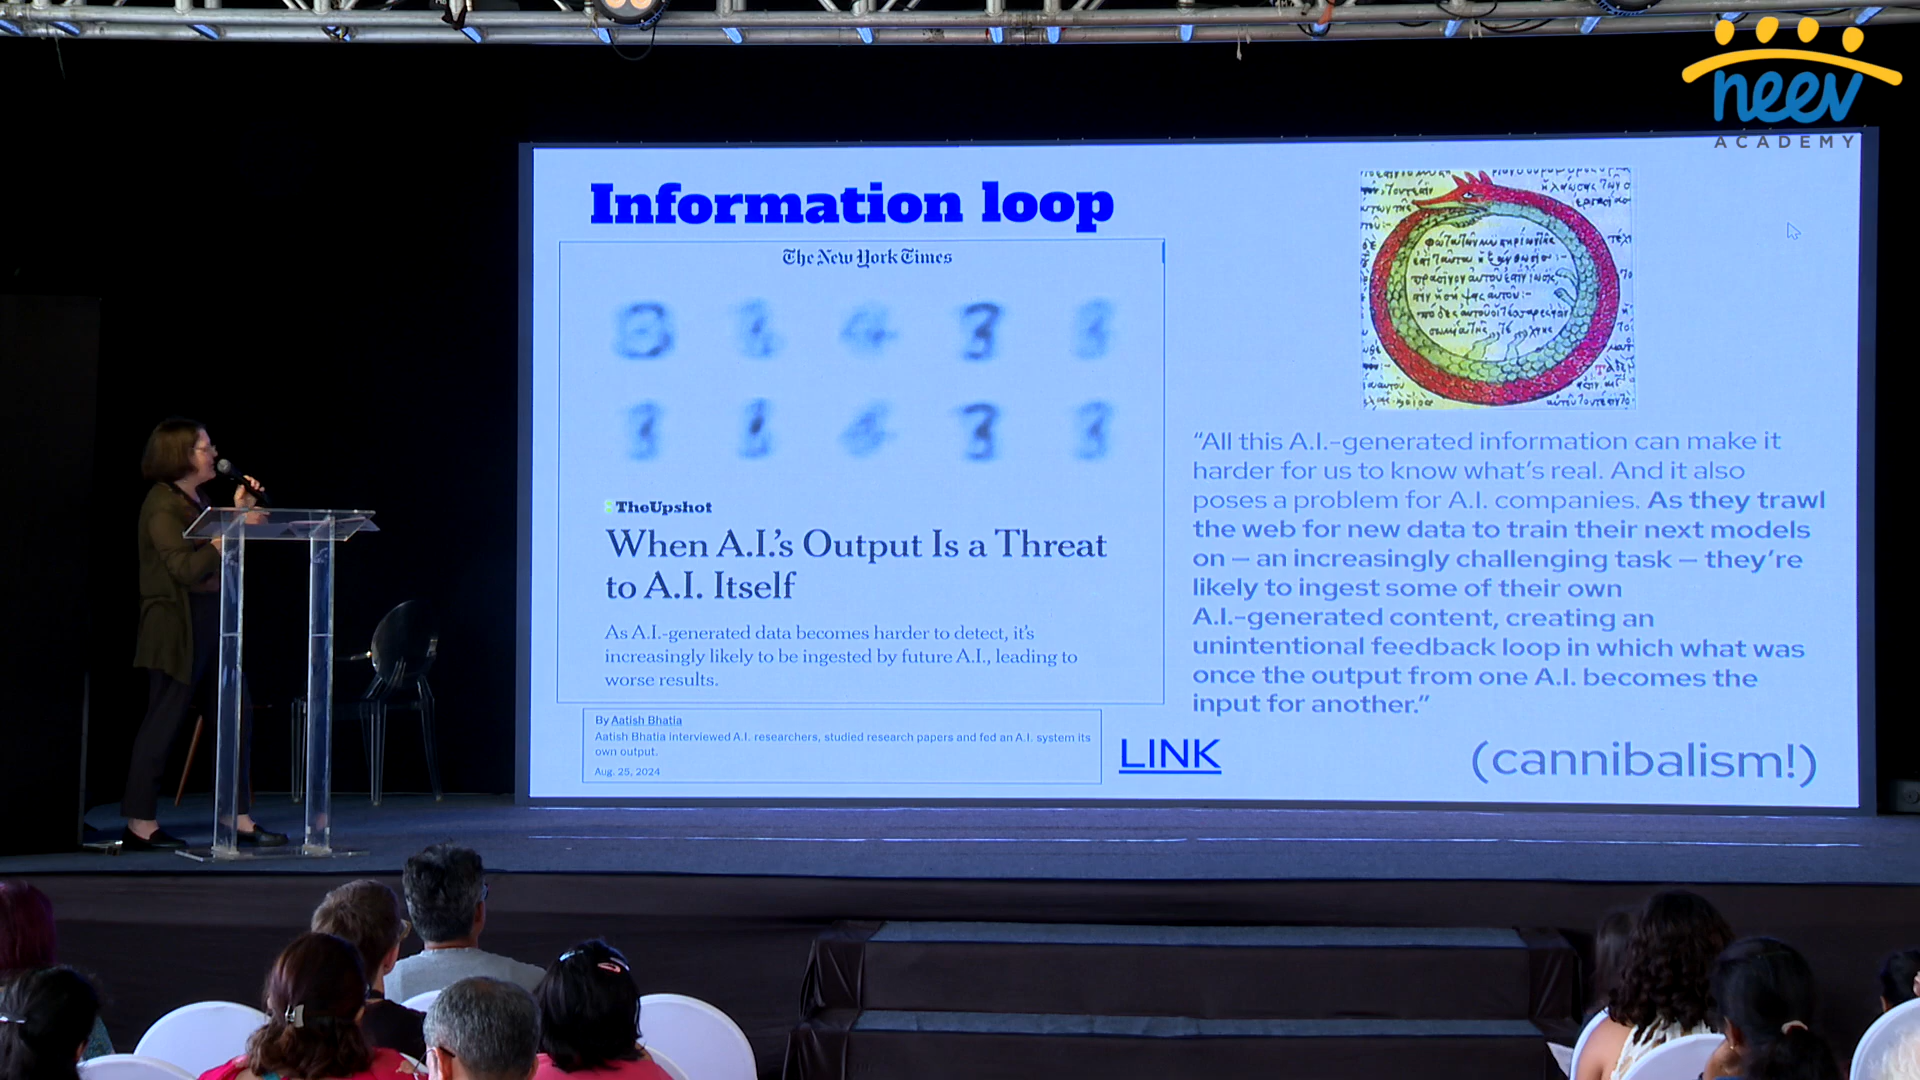 neev
ACADEMY
Information loop
The New York Times
TheUpshot
When A.I.'s Output Is a Threat
to A.I. Itself
As A.I.-generated data becomes harder to detect, it's
increasingly likely to be ingested by future A.I., leading to
worse results.
By Aatish Bhatia
Aatish Bhatia interviewed A.I. researchers, studied research papers and fed an A.I. system its
own output.
Aug. 25, 2024
“All this A.I.-generated information can make it
harder for us to know what's real. And it also
poses a problem for A.I. companies. As they trawl
the web for new data to train their next models
on — an increasingly challenging task — they're
likely to ingest some of their own
A.I.-generated content, creating an
unintentional feedback loop in which what was
once the output from one A.I. becomes the
input for another.”
LINK
(cannibalism!)